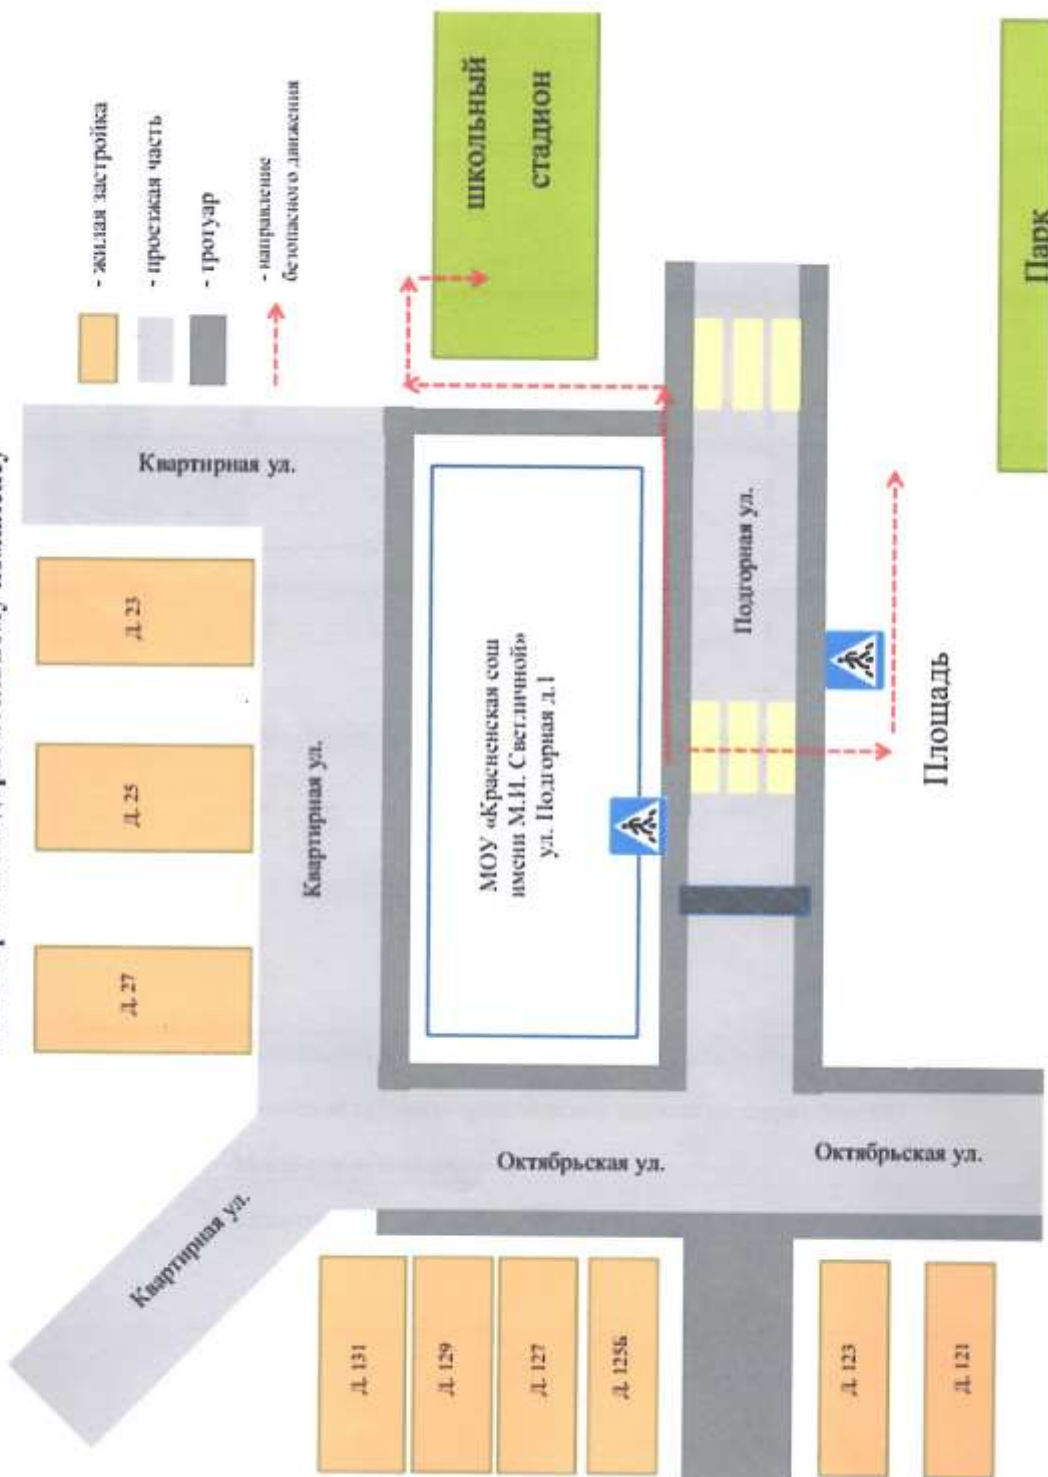 - жилая застройка
- проезжая часть
- тротуар
- направление
безопасного движения
Квартирная ул.
Д. 23
Д. 25
Д. 27
Квартирная ул.
Квартирная ул.
школьный
стадион
МОУ «Красненская сош
имени М.И. Светличной»
ул. Подгорная д.1
Подгорная ул.
Площадь
Парк
Октябрьская ул.
Октябрьская ул.
Д. 131
Д. 129
Д. 127
Д. 125Б
Д. 123
Д. 121